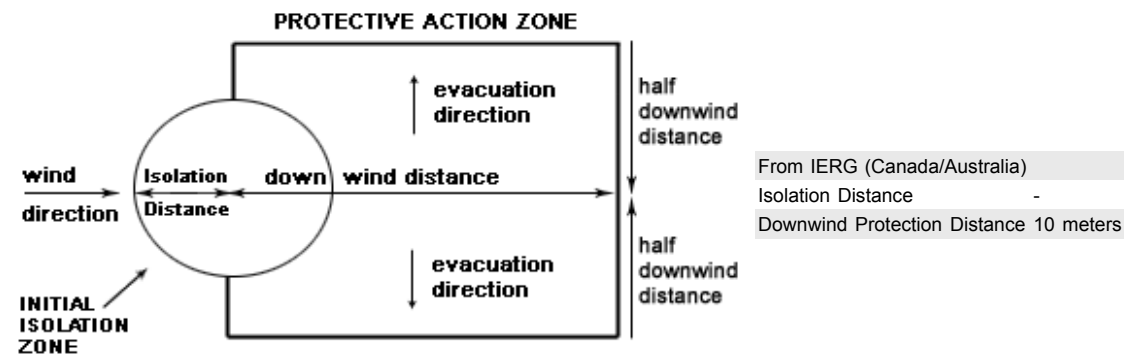 PROTECTIVE ACTION ZONE
evacuation
direction
half
downwind
distance
wind
direction
Isolation
Distance
down wind distance
evacuation
direction
half
downwind
distance
INITIAL
ISOLATION
ZONE
From IERG (Canada/Australia)
Isolation Distance -
Downwind Protection Distance 10 meters